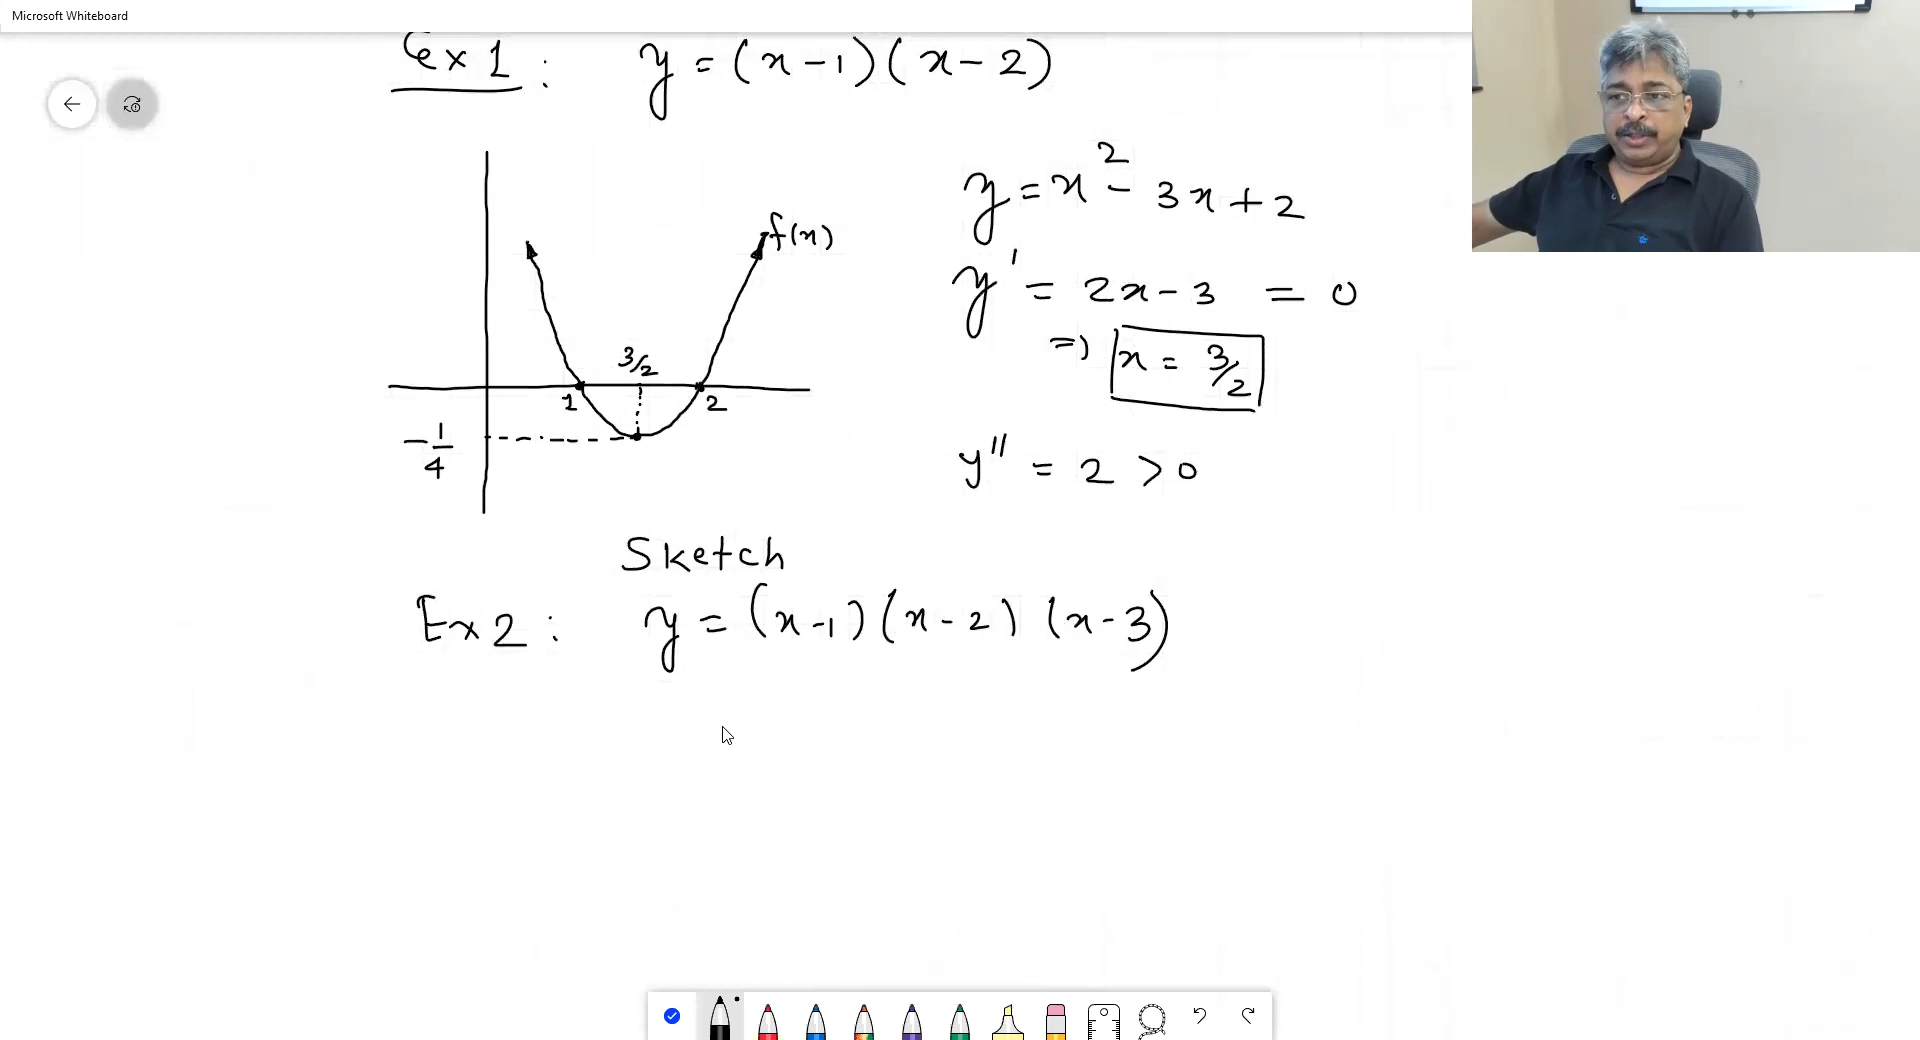 Microsoft Whiteboard
Ex 1 : y = (x-1)(x-2)
y = x² - 3x + 2
f(x)
y' = 2x - 3 = 0
3/2
=) x = 3/2
1 2
-1/4
y'' = 2 > 0
Sketch
Ex 2 : y = (x-1)(x-2)(x-3)